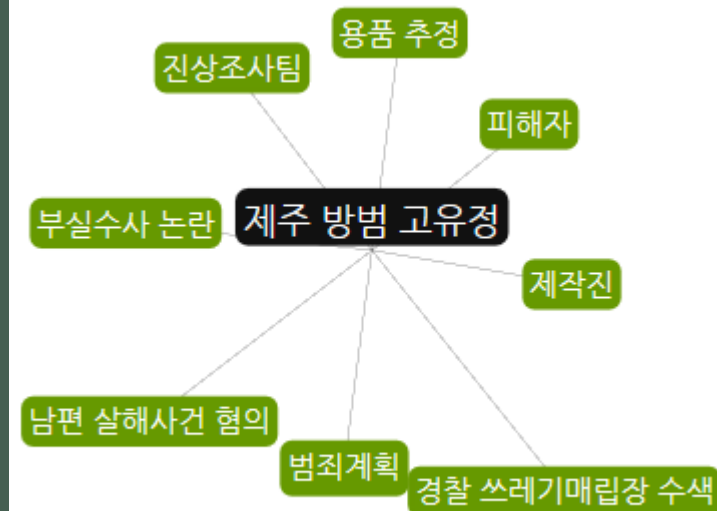 용품 추정
진상조사팀
피해자
제주 방범 고유정
부실수사 논란
제작진
남편 살해사건 혐의
범죄계획
경찰 쓰레기매립장 수색